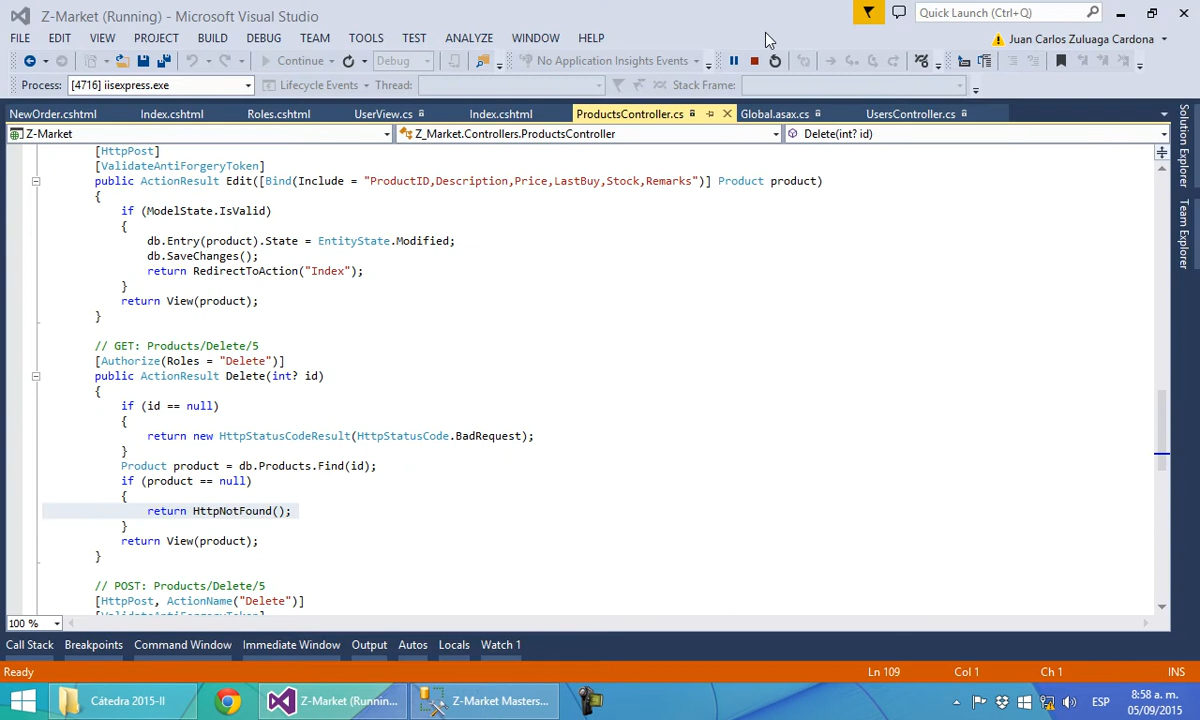 Z-Market (Running) - Microsoft Visual Studio
Quick Launch (Ctrl+Q)
FILE EDIT VIEW PROJECT BUILD DEBUG TEAM TOOLS TEST ANALYZE WINDOW HELP
Juan Carlos Zuluaga Cardona
Continue Debug No Application Insights Events
Process: [4716] iisexpress.exe Lifecycle Events Thread: Stack Frame:
NewOrder.cshtml Index.cshtml Roles.cshtml UserView.cs Index.cshtml ProductsController.cs Global.asax.cs UsersController.cs
Z-Market Z_Market.Controllers.ProductsController Delete(int? id)
Solution Explorer
Team Explorer
[HttpPost]
[ValidateAntiForgeryToken]
public ActionResult Edit([Bind(Include = "ProductID,Description,Price,LastBuy,Stock,Remarks")] Product product)
{
if (ModelState.IsValid)
{
db.Entry(product).State = EntityState.Modified;
db.SaveChanges();
return RedirectToAction("Index");
}
return View(product);
}
// GET: Products/Delete/5
[Authorize(Roles = "Delete")]
public ActionResult Delete(int? id)
{
if (id == null)
{
return new HttpStatusCodeResult(HttpStatusCode.BadRequest);
}
Product product = db.Products.Find(id);
if (product == null)
{
return HttpNotFound();
}
return View(product);
}
// POST: Products/Delete/5
[HttpPost, ActionName("Delete")]
[ValidateAntiForgeryToken]
100 %
Call Stack Breakpoints Command Window Immediate Window Output Autos Locals Watch 1
Ready Ln 109 Col 1 Ch 1 INS
Cátedra 2015-II Z-Market (Runnin... Z-Market Masters... ESP 8:58 a. m.
05/09/2015